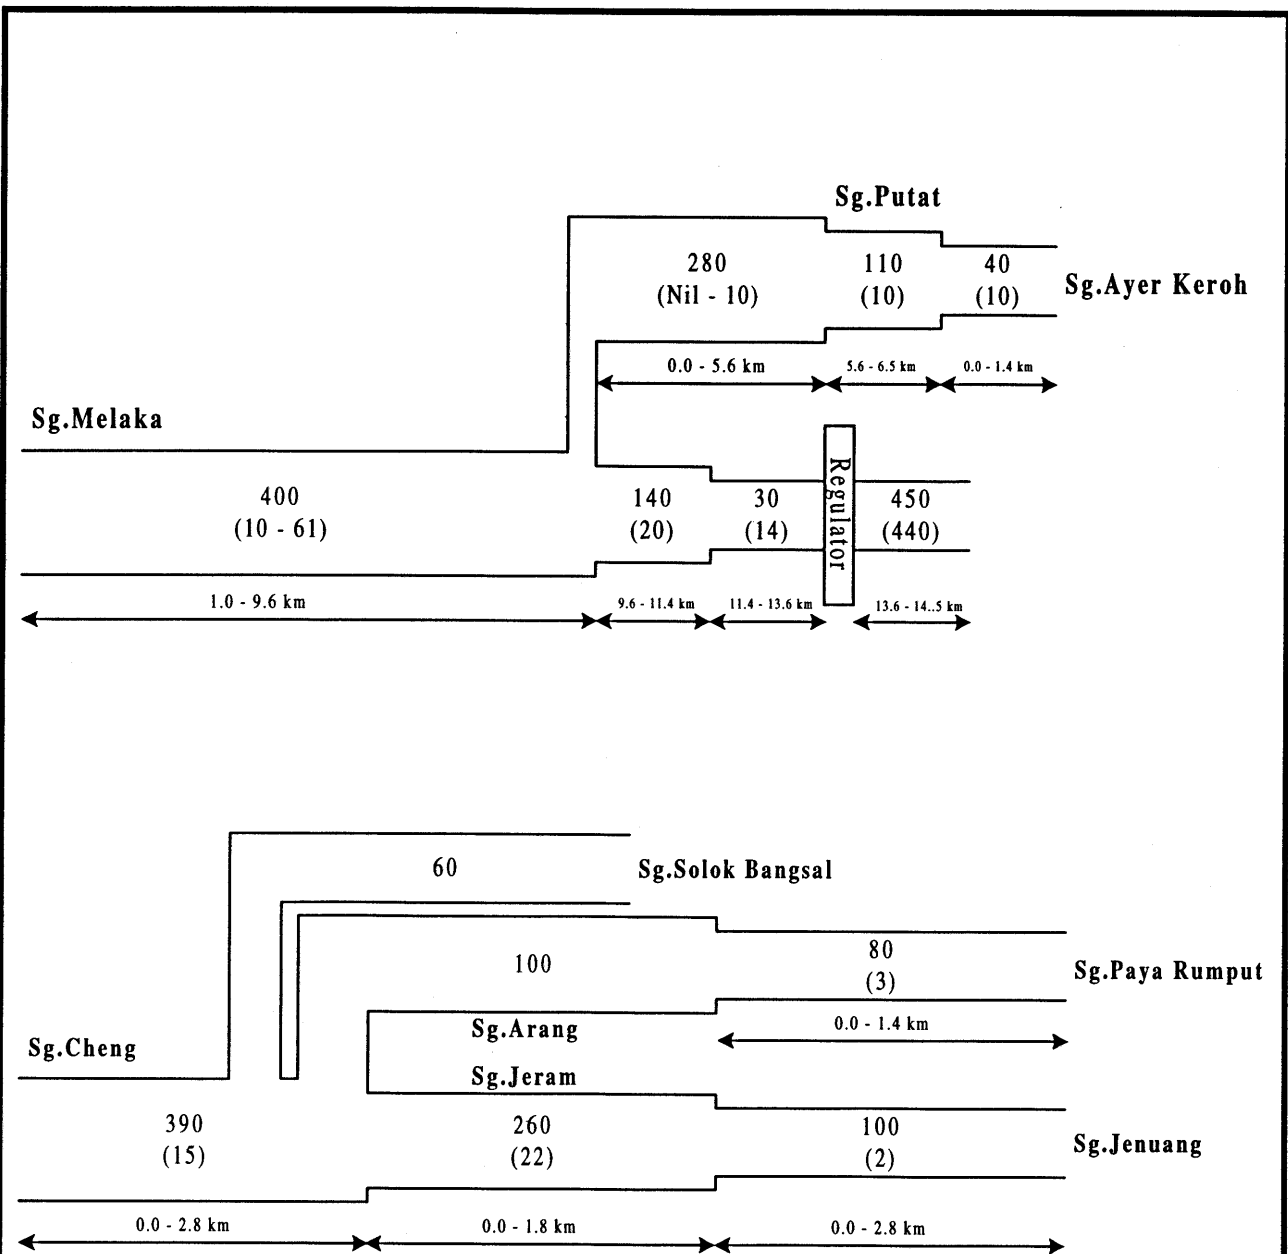 Sg.Putat
280
(Nil - 10)
110
(10)
40
(10)
Sg.Ayer Keroh
0.0 - 5.6 km
5.6 - 6.5 km
0.0 - 1.4 km
Sg.Melaka
400
(10 - 61)
140
(20)
30
(14)
Regulator
450
(440)
1.0 - 9.6 km
9.6 - 11.4 km
11.4 - 13.6 km
13.6 - 14..5 km
60
Sg.Solok Bangsal
100
80
(3)
Sg.Paya Rumput
Sg.Arang
0.0 - 1.4 km
Sg.Cheng
Sg.Jeram
390
(15)
260
(22)
100
(2)
Sg.Jenuang
0.0 - 2.8 km
0.0 - 1.8 km
0.0 - 2.8 km